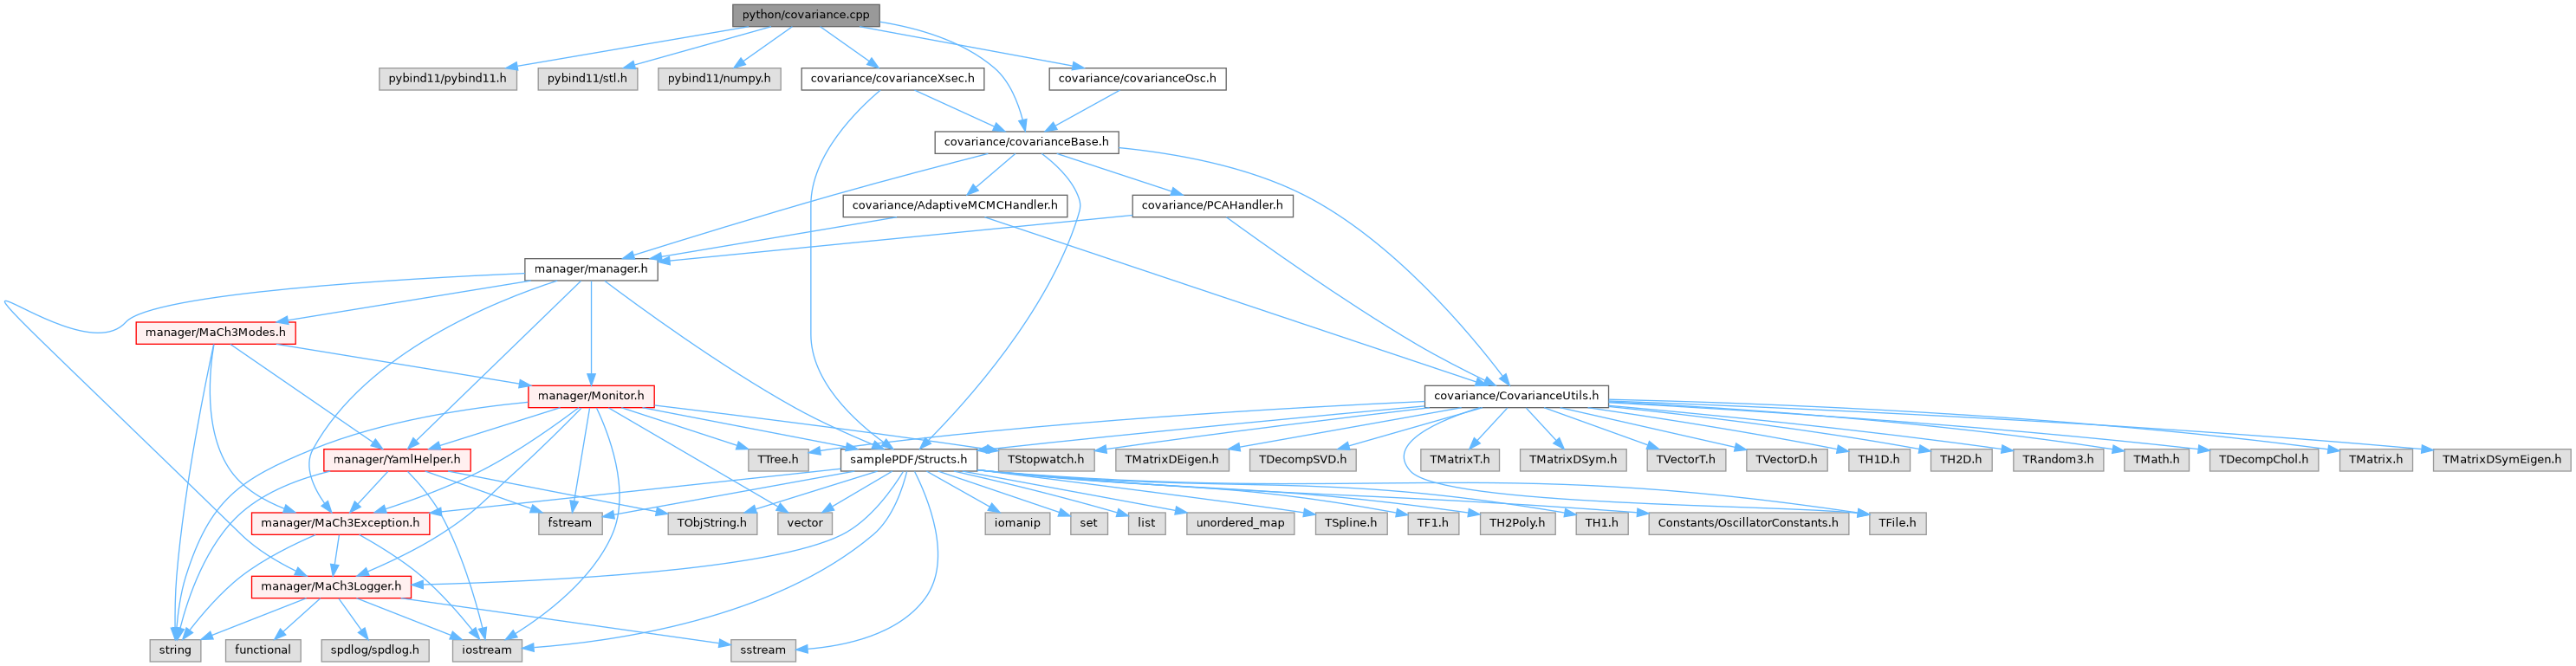 python/covariance.cpp
pybind11/pybind11.h
pybind11/stl.h
pybind11/numpy.h
covariance/covarianceXsec.h
covariance/covarianceOsc.h
covariance/covarianceBase.h
covariance/AdaptiveMCMCHandler.h
covariance/PCAHandler.h
manager/manager.h
manager/MaCh3Modes.h
manager/Monitor.h
covariance/CovarianceUtils.h
manager/YamlHelper.h
TTree.h
samplePDF/Structs.h
TStopwatch.h
TMatrixDEigen.h
TDecompSVD.h
TMatrixT.h
TMatrixDSym.h
TVectorT.h
TVectorD.h
TH1D.h
TH2D.h
TRandom3.h
TMath.h
TDecompChol.h
TMatrix.h
TMatrixDSymEigen.h
manager/MaCh3Exception.h
fstream
TObjString.h
vector
iomanip
set
list
unordered_map
TSpline.h
TF1.h
TH2Poly.h
TH1.h
Constants/OscillatorConstants.h
TFile.h
manager/MaCh3Logger.h
string
functional
spdlog/spdlog.h
iostream
sstream